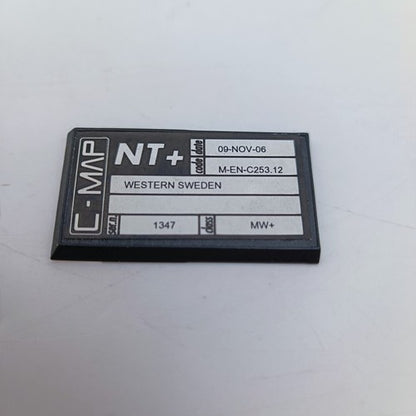 C-MAP
NT+
date 09-NOV-06
code M-EN-C253.12
WESTERN SWEDEN
ser.n. 1347 class MW+